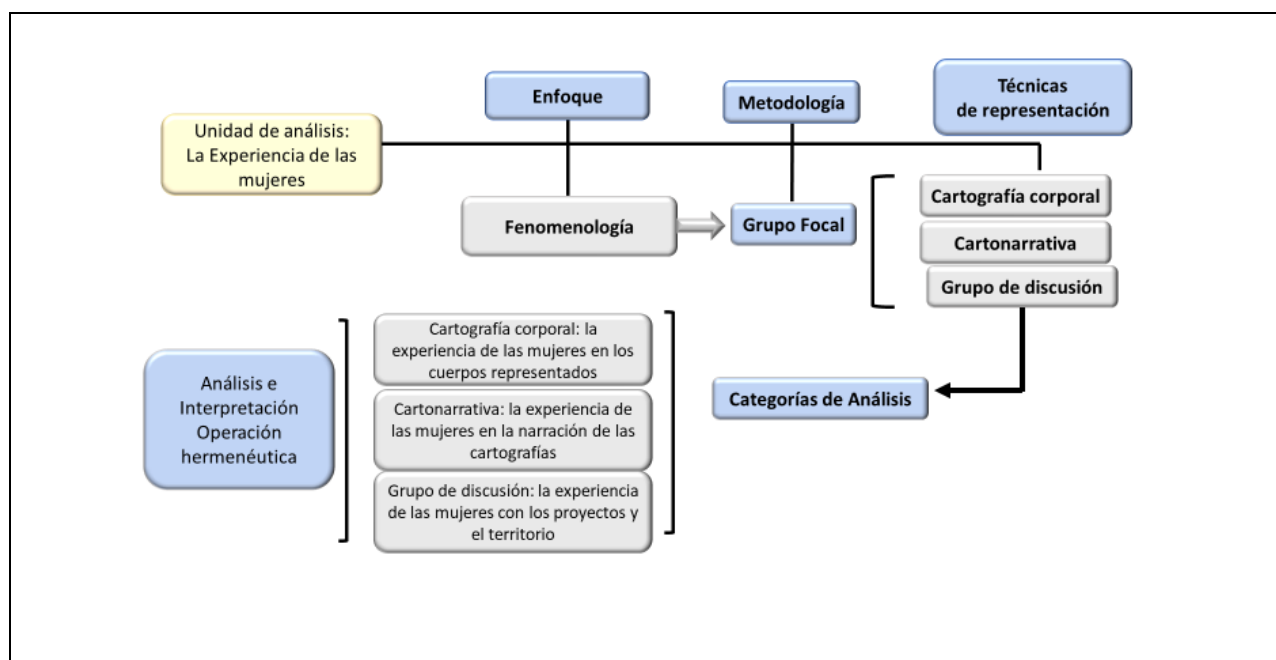 Enfoque
Metodología
Técnicas
de representación
Unidad de análisis:
La Experiencia de las
mujeres
Fenomenología
Grupo Focal
Cartografía corporal
Cartonarrativa
Grupo de discusión
Análisis e
Interpretación
Operación
hermenéutica
Cartografía corporal: la
experiencia de las mujeres en los
cuerpos representados
Cartonarrativa: la experiencia de
las mujeres en la narración de las
cartografías
Grupo de discusión: la experiencia
de las mujeres con los proyectos y
el territorio
Categorías de Análisis